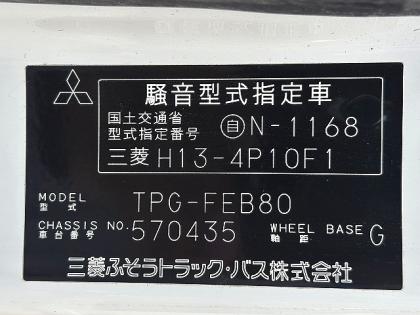 騒音型式指定車
国土交通省
型式指定番号 自 N-1168
三菱 H13-4P10F1
MODEL
型式 TPG-FEB80
CHASSIS NO.
車台番号 570435 WHEEL BASE
軸距 G
三菱ふそうトラック・バス株式会社